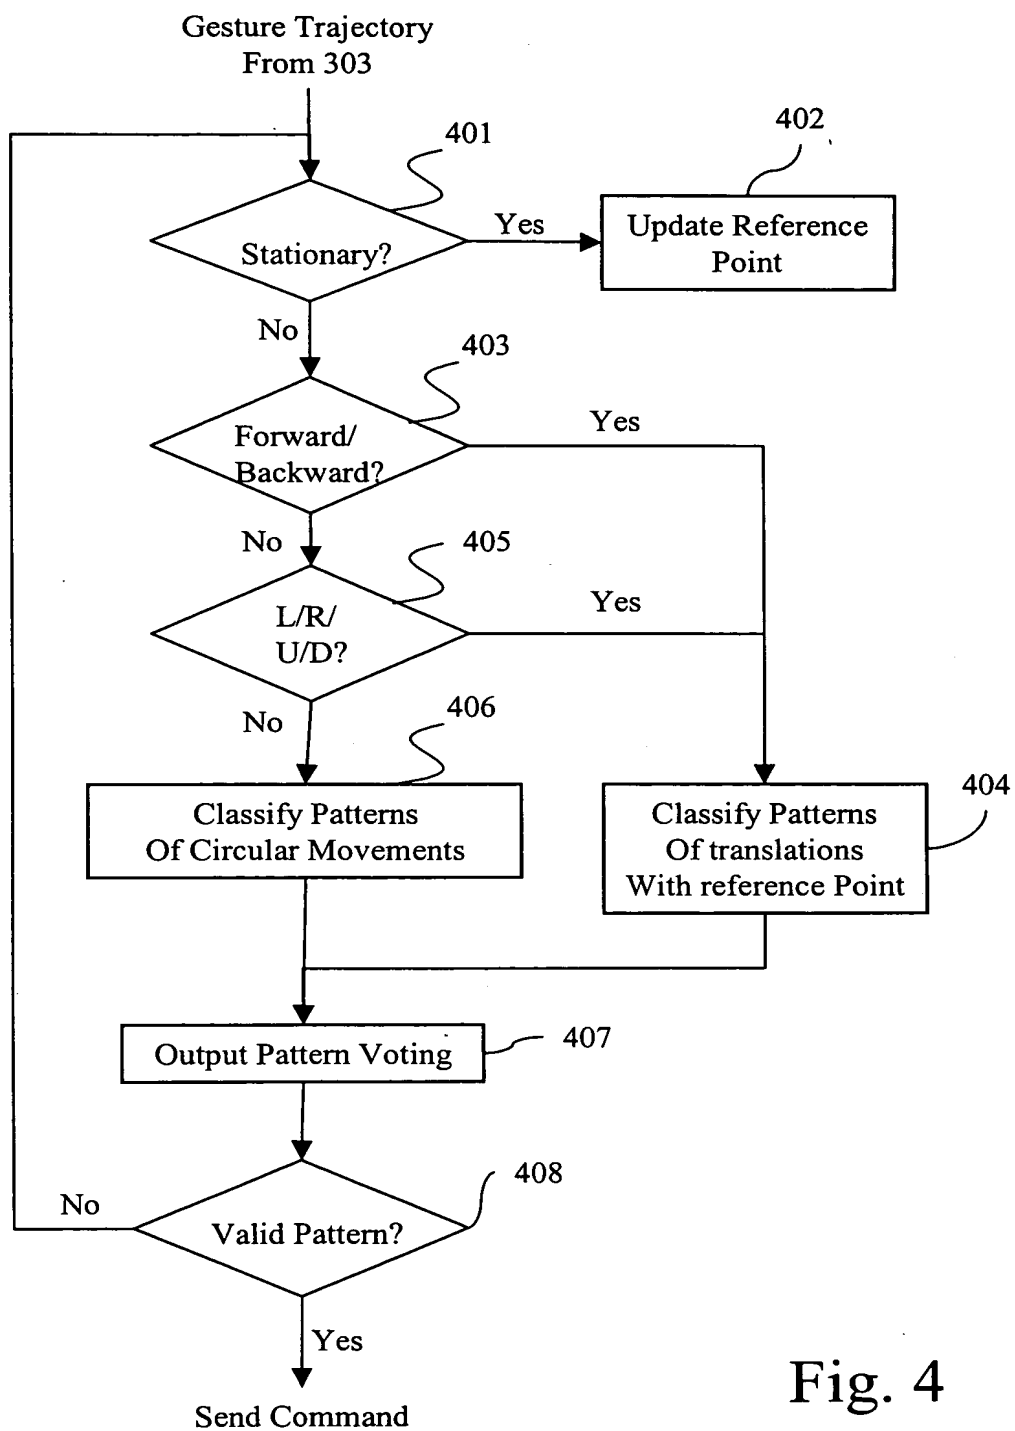 Gesture Trajectory
From 303
401
402
Stationary?
Yes
Update Reference
Point
No
403
Forward/
Backward?
Yes
No
405
L/R/
U/D?
Yes
No
406
Classify Patterns
Of Circular Movements
404
Classify Patterns
Of translations
With reference Point
Output Pattern Voting
407
408
Valid Pattern?
No
Yes
Send Command
Fig. 4